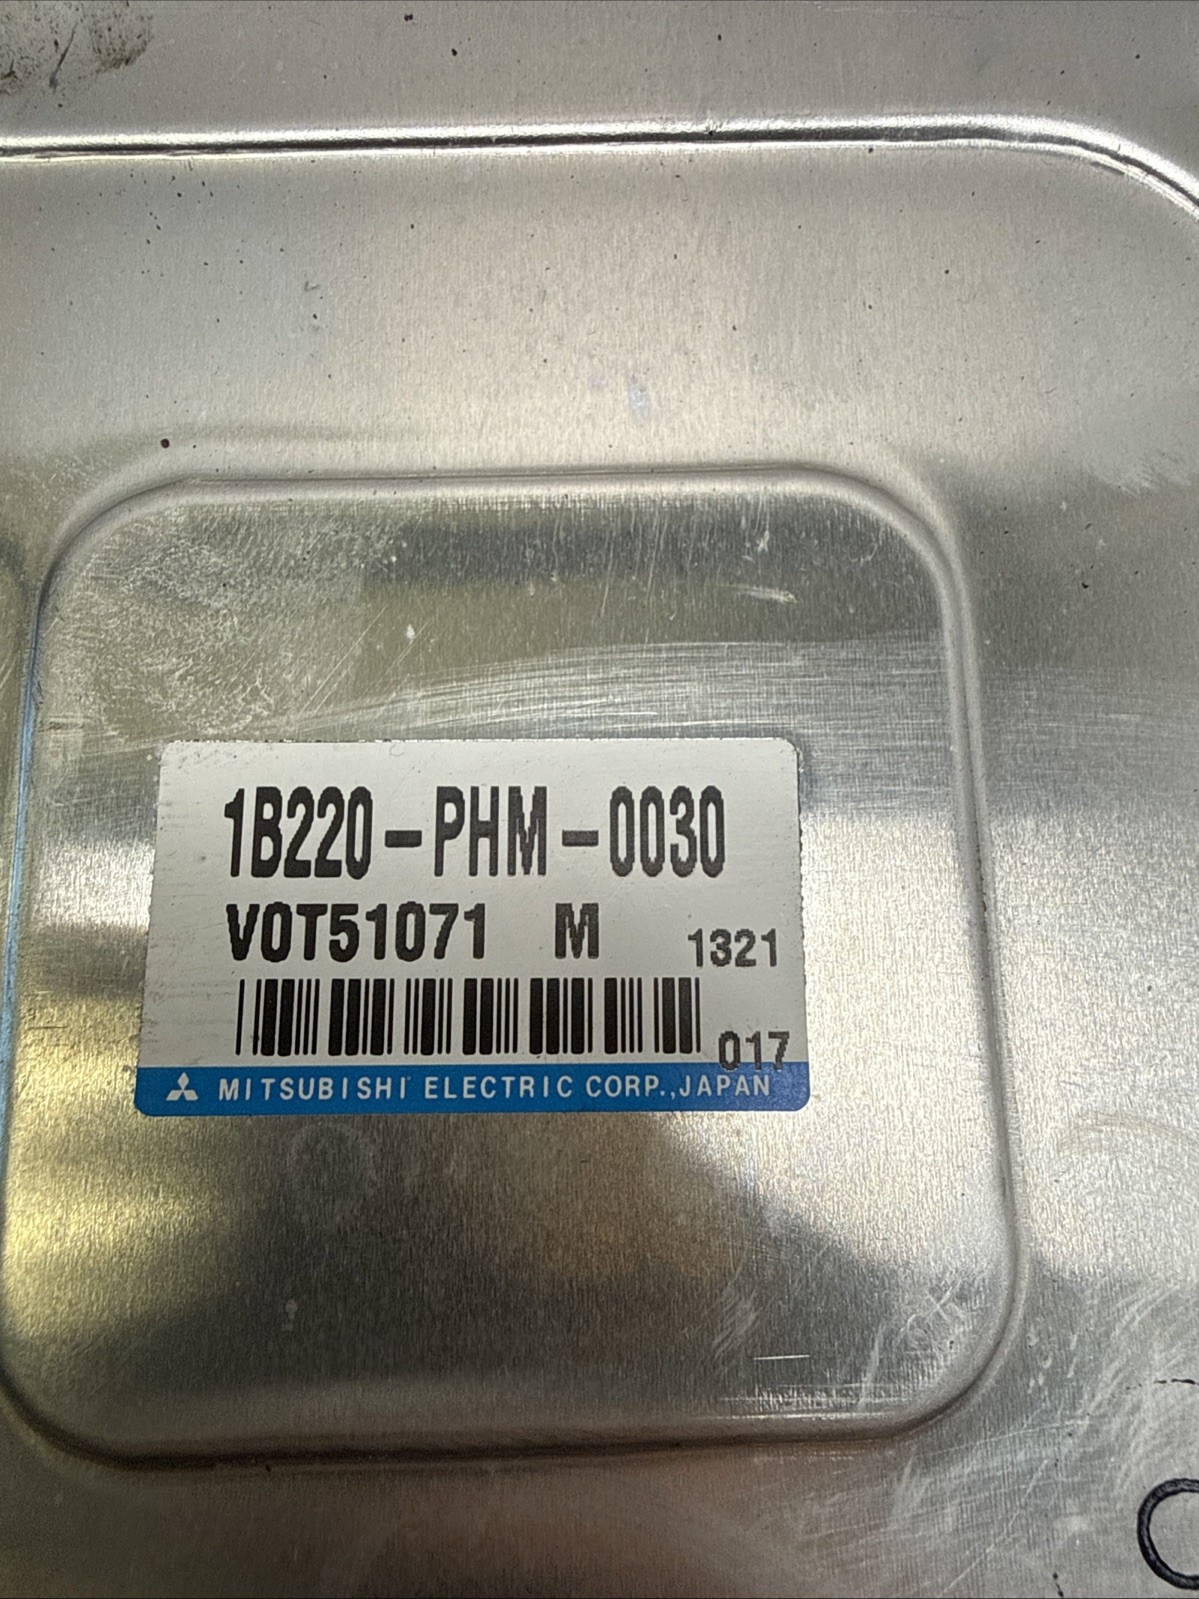 1B220-PHM-0030
V0T51071 M 1321
017
MITSUBISHI ELECTRIC CORP.,JAPAN